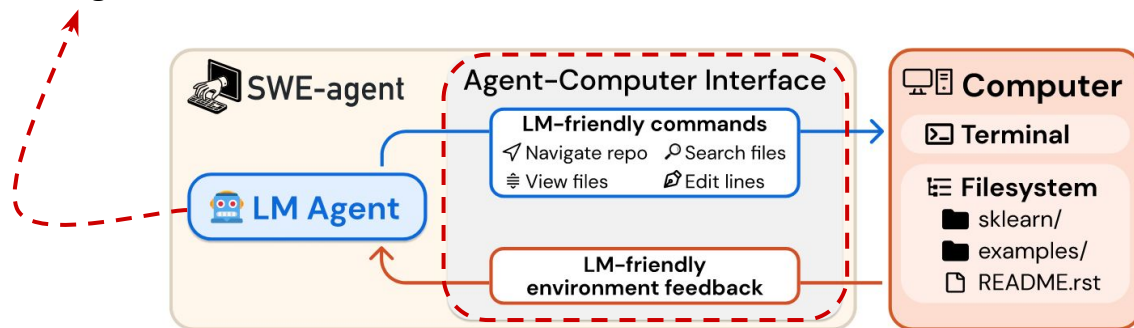 SWE-agent
Agent-Computer Interface
LM-friendly commands
Navigate repo
Search files
View files
Edit lines
LM Agent
LM-friendly
environment feedback
Computer
Terminal
Filesystem
sklearn/
examples/
README.rst